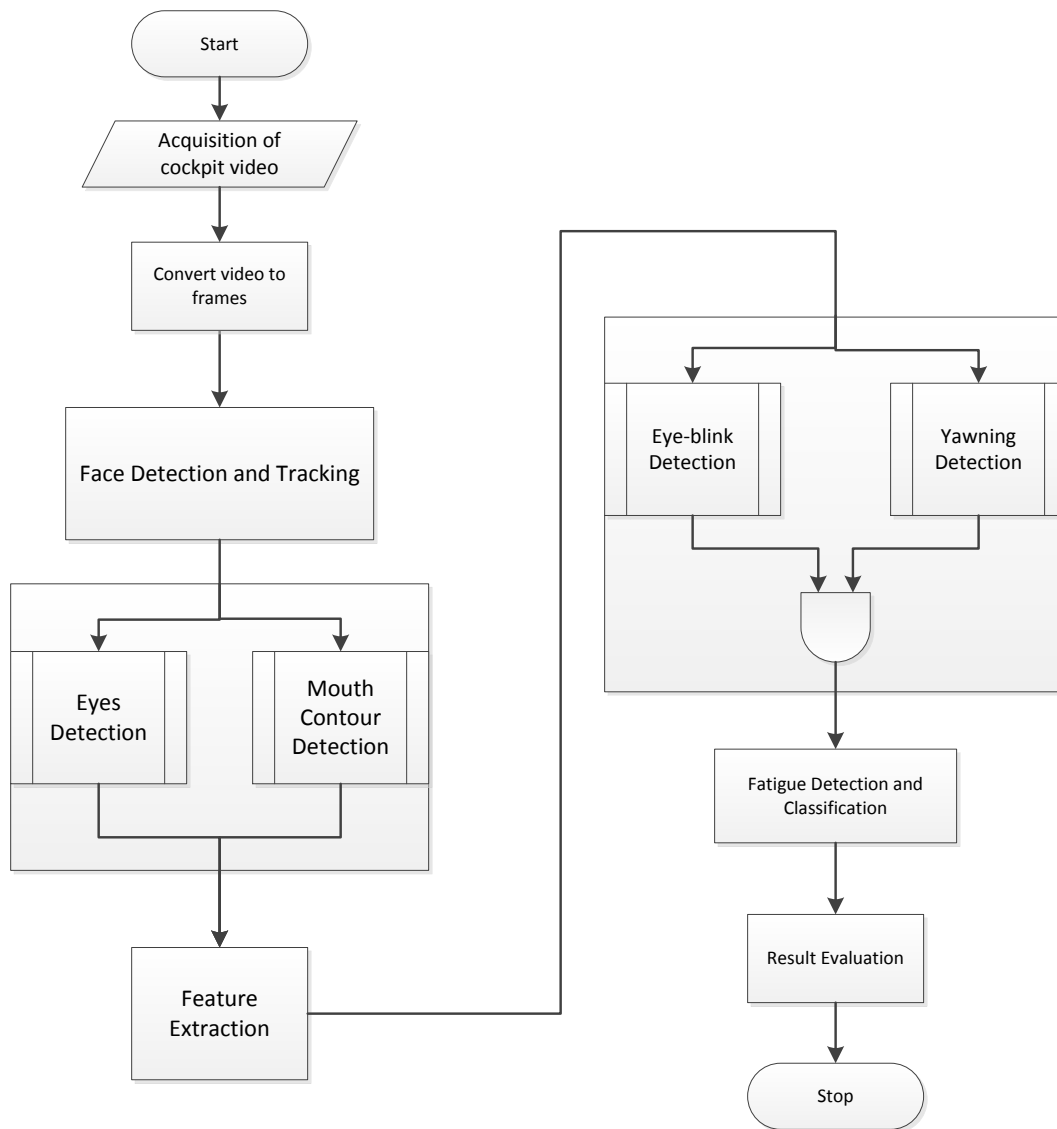 Start
Acquisition of
cockpit video
Convert video to
frames
Face Detection and Tracking
Eyes
Detection
Mouth
Contour
Detection
Feature
Extraction
Eye-blink
Detection
Yawning
Detection
Fatigue Detection and
Classification
Result Evaluation
Stop